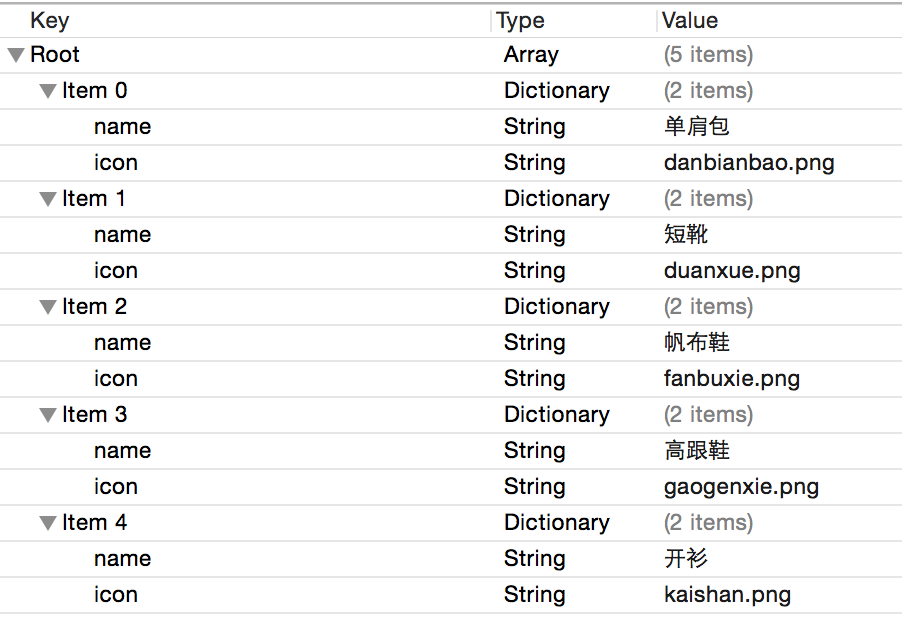 Key Type Value
Root Array (5 items)
Item 0 Dictionary (2 items)
name String 单肩包
icon String danbianbao.png
Item 1 Dictionary (2 items)
name String 短靴
icon String duanxue.png
Item 2 Dictionary (2 items)
name String 帆布鞋
icon String fanbuxie.png
Item 3 Dictionary (2 items)
name String 高跟鞋
icon String gaogenxie.png
Item 4 Dictionary (2 items)
name String 开衫
icon String kaishan.png